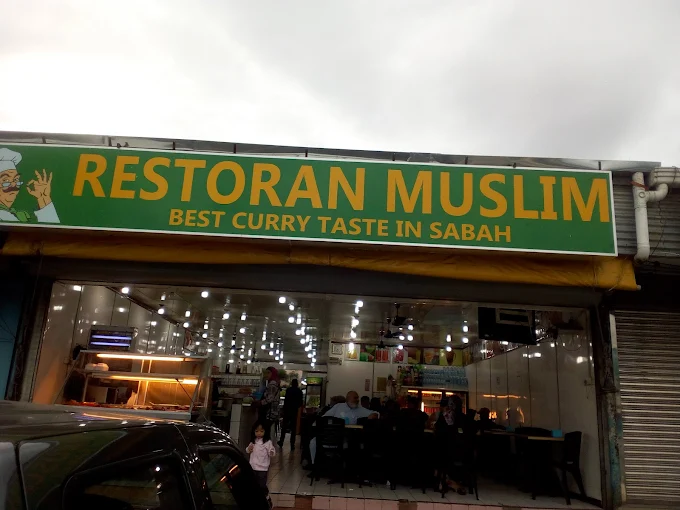 RESTORAN MUSLIM
BEST CURRY TASTE IN SABAH